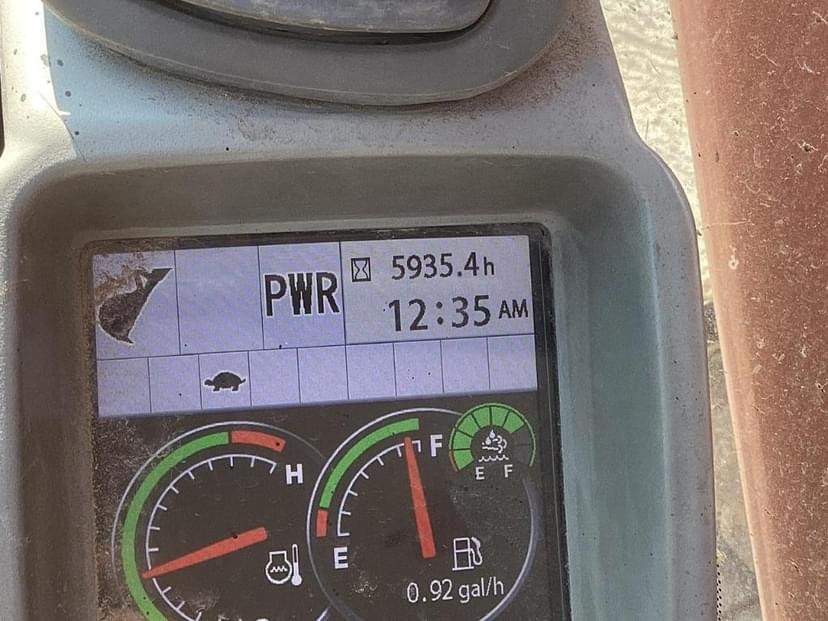 PWR
5935.4h
12:35 AM
H
F
E F
E
0.92 gal/h